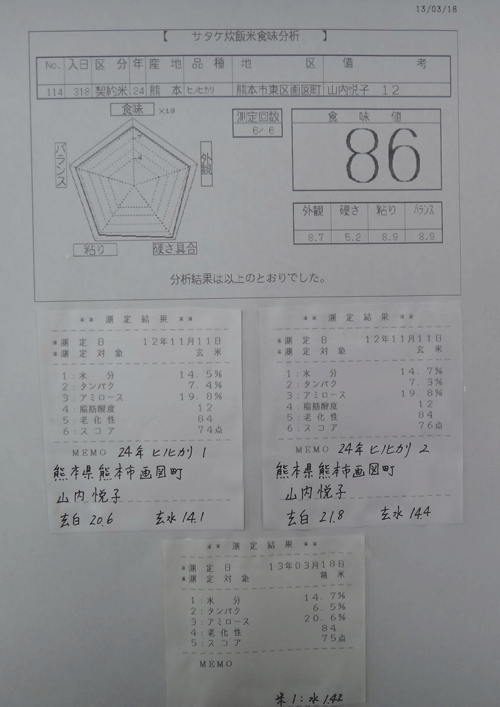 13/03/18
【 サタケ炊飯米食味分析 】
No. 入日 区分 年 産地 品種 地区 備考
114 318 契約米 24 熊本 ヒノヒカリ 熊本市東区画図町 山内悦子 12
食味 ×10
外観
硬さ具合
粘り
バランス
測定回数
6/ 6
食味値
86
外観 硬さ 粘り バランス
8.7 5.2 8.9 8.9
分析結果は以上のとおりでした。
** 測定結果 **
*測定日 12年11月11日
*測定対象 玄米
1:水分 14.5%
2:タンパク 7.4%
3:アミロース 19.8%
4:脂肪酸度 12
5:老化性 84
6:スコア 74点
MEMO 24年 ヒノヒカリ 1
熊本県熊本市画図町
山内悦子
玄白 20.6 玄水 14.1
** 測定結果 **
*測定日 12年11月11日
*測定対象 玄米
1:水分 14.7%
2:タンパク 7.3%
3:アミロース 19.8%
4:脂肪酸度 12
5:老化性 84
6:スコア 76点
MEMO 24年 ヒノヒカリ 2
熊本県熊本市画図町
山内悦子
玄白 21.8 玄水 14.4
** 測定結果 **
*測定日 13年03月18日
*測定対象 精米
1:水分 14.7%
2:タンパク 6.5%
3:アミロース 20.6%
4:老化性 84
5:スコア 75点
MEMO
米1:水1.42